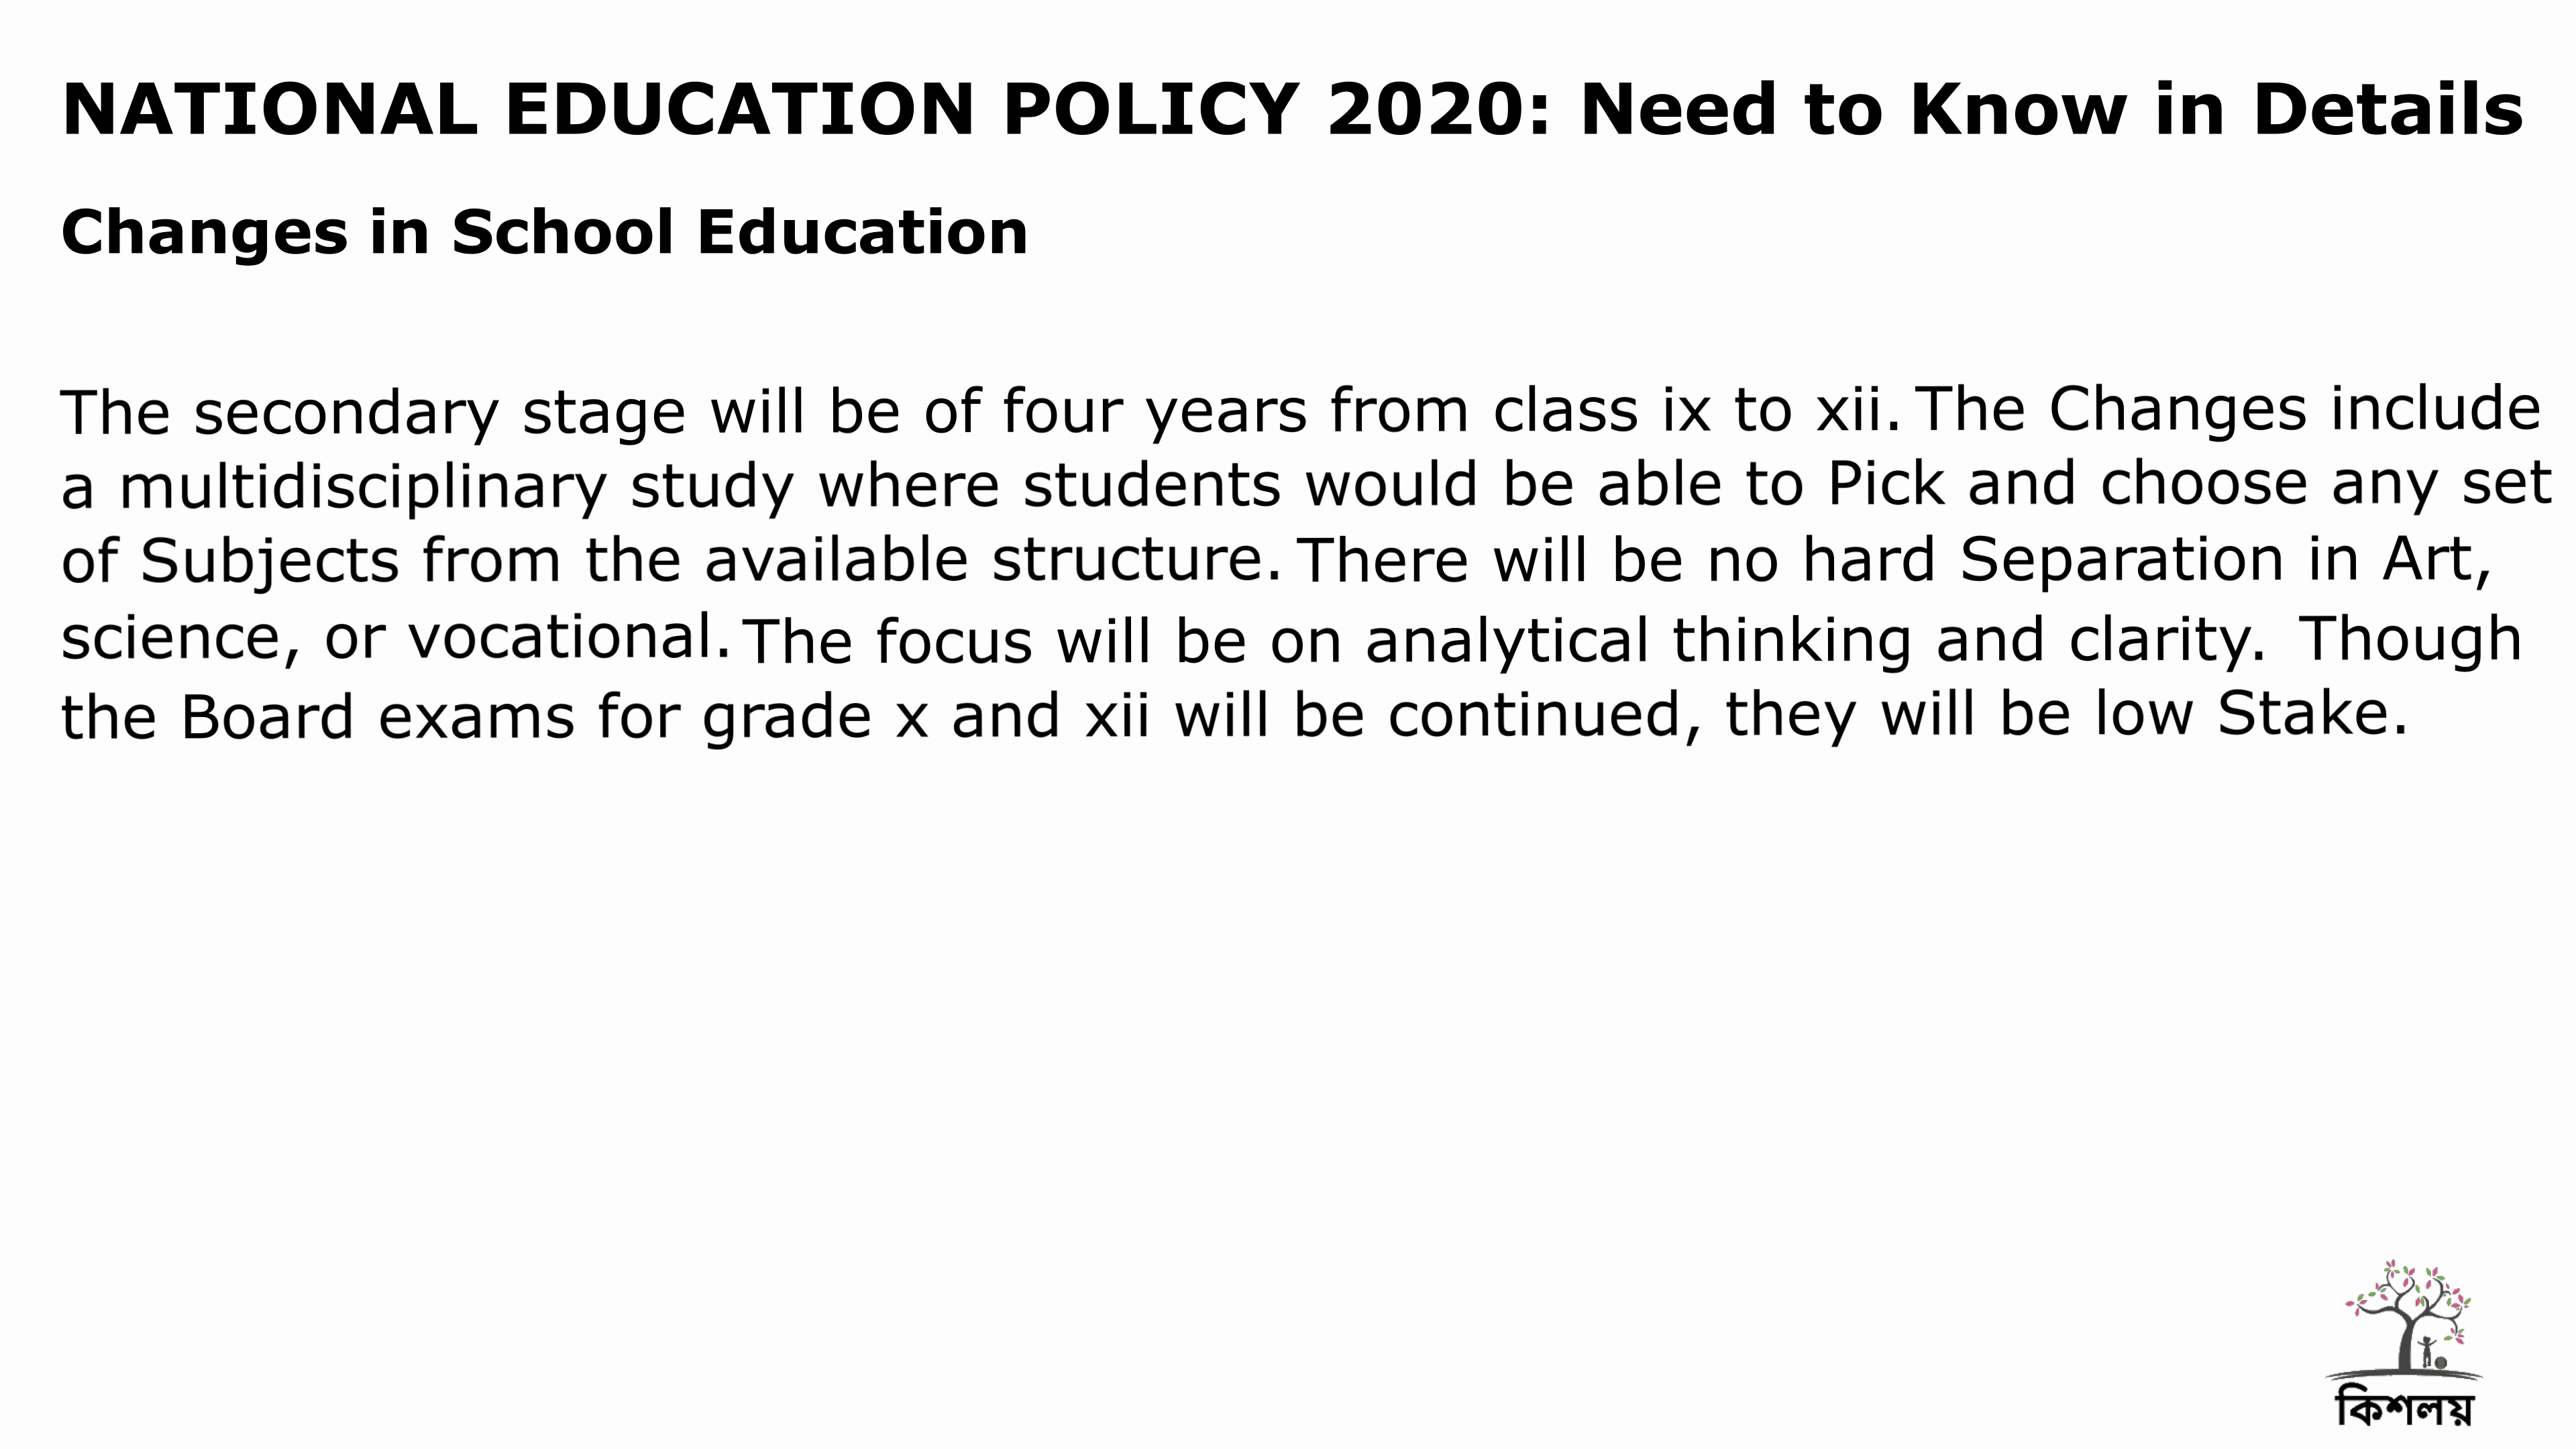 NATIONAL EDUCATION POLICY 2020: Need to Know in Details
Changes in School Education
The secondary stage will be of four years from class ix to xii. The Changes include
a multidisciplinary study where students would be able to Pick and choose any set
of Subjects from the available structure. There will be no hard Separation in Art,
science, or vocational. The focus will be on analytical thinking and clarity. Though
the Board exams for grade x and xii will be continued, they will be low Stake.
কিশলয়